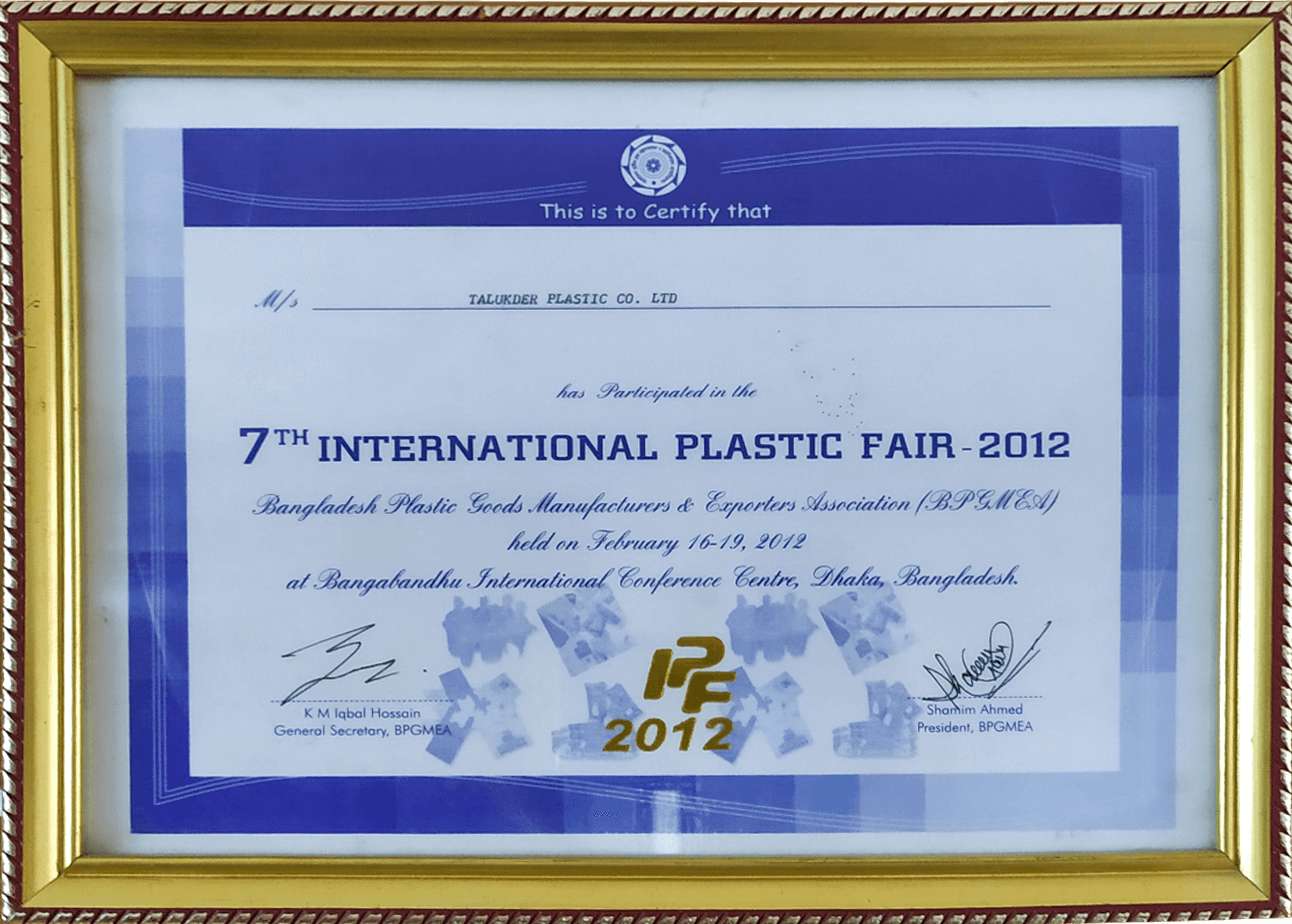 This is to Certify that
M/s TALUKDER PLASTIC CO. LTD
has Participated in the
7TH INTERNATIONAL PLASTIC FAIR - 2012
Bangladesh Plastic Goods Manufacturers & Exporters Association (BPGMEA)
held on February 16-19, 2012
at Bangabandhu International Conference Centre, Dhaka, Bangladesh.
IPF
2012
K M Iqbal Hossain
General Secretary, BPGMEA
Shamim Ahmed
President, BPGMEA